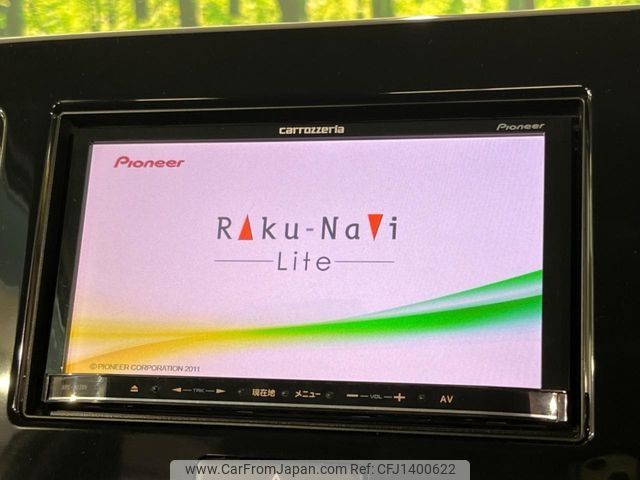 carrozzeria
Pioneer
Pioneer
Raku-Navi
Lite
© PIONEER CORPORATION 2011
TRK
現在地
メニュー
VOL
AV
www.CarFromJapan.com | Ref No. CFJ1400622